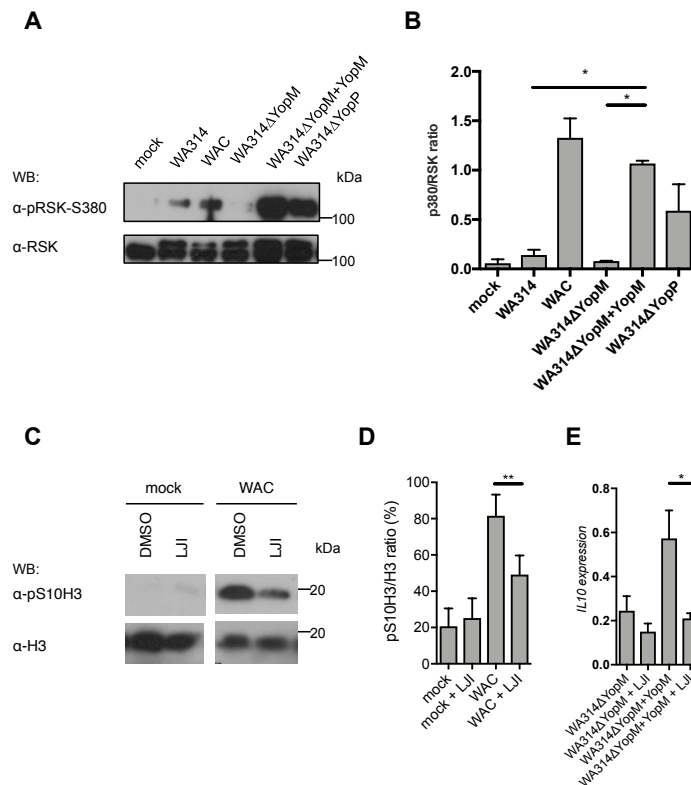 A
mock
WA314
WAC
WA314ΔYopM
WA314ΔYopM+YopM
WA314ΔYopP
WB:
kDa
α-pRSK-S380
100
α-RSK
100
B
*
*
p380/RSK ratio
2.0
1.5
1.0
0.5
0.0
mock
WA314
WAC
WA314ΔYopM
WA314ΔYopM+YopM
WA314ΔYopP
C
mock
WAC
DMSO
LJI
DMSO
LJI
kDa
WB:
α-pS10H3
20
α-H3
20
D
**
pS10H3/H3 ratio (%)
100
80
60
40
20
0
mock
mock + LJI
WAC
WAC + LJI
E
*
IL10 expression
0.8
0.6
0.4
0.2
0.0
WA314ΔYopM
WA314ΔYopM + LJI
WA314ΔYopM+YopM
WA314ΔYopM+YopM + LJI